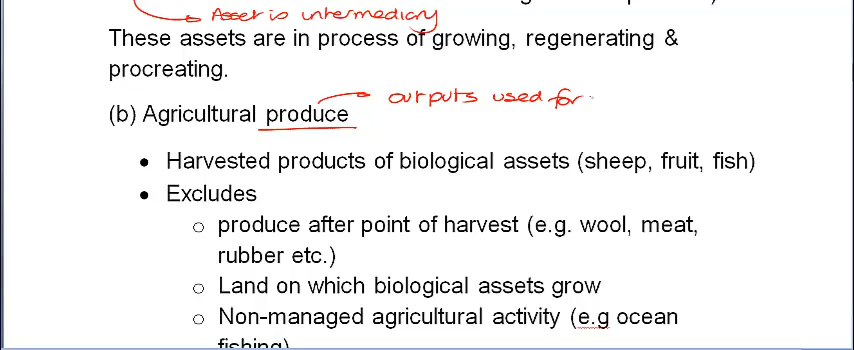 Asset is intermediary
These assets are in process of growing, regenerating &
procreating.
outputs used for
(b) Agricultural produce
• Harvested products of biological assets (sheep, fruit, fish)
• Excludes
o produce after point of harvest (e.g. wool, meat,
rubber etc.)
o Land on which biological assets grow
o Non-managed agricultural activity (e.g ocean
fishing)